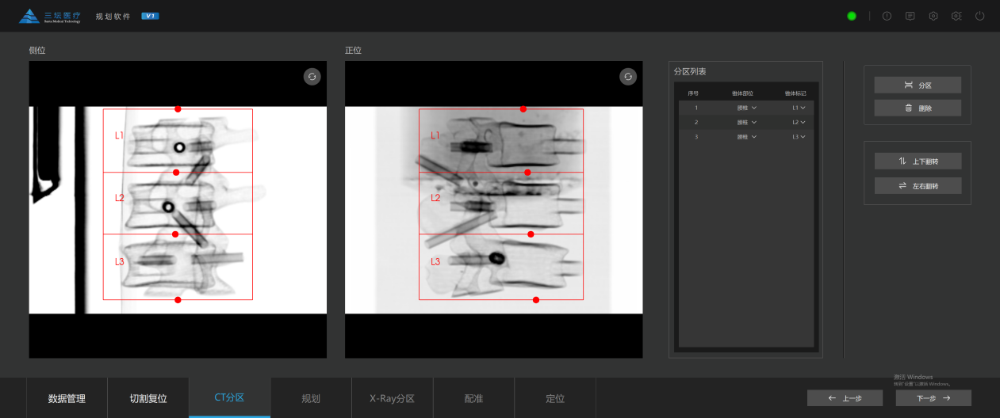 三坛医疗
Santa Medical Technology
规划软件
V1
侧位
L1
L2
L3
正位
L1
L2
L3
分区列表
序号 锥体部位 锥体标记
1 腰椎 L1
2 腰椎 L2
3 腰椎 L3
分区
删除
上下翻转
左右翻转
激活 Windows
转到"设置"以激活 Windows。
数据管理 切割复位 CT分区 规划 X-Ray分区 配准 定位
上一步 下一步